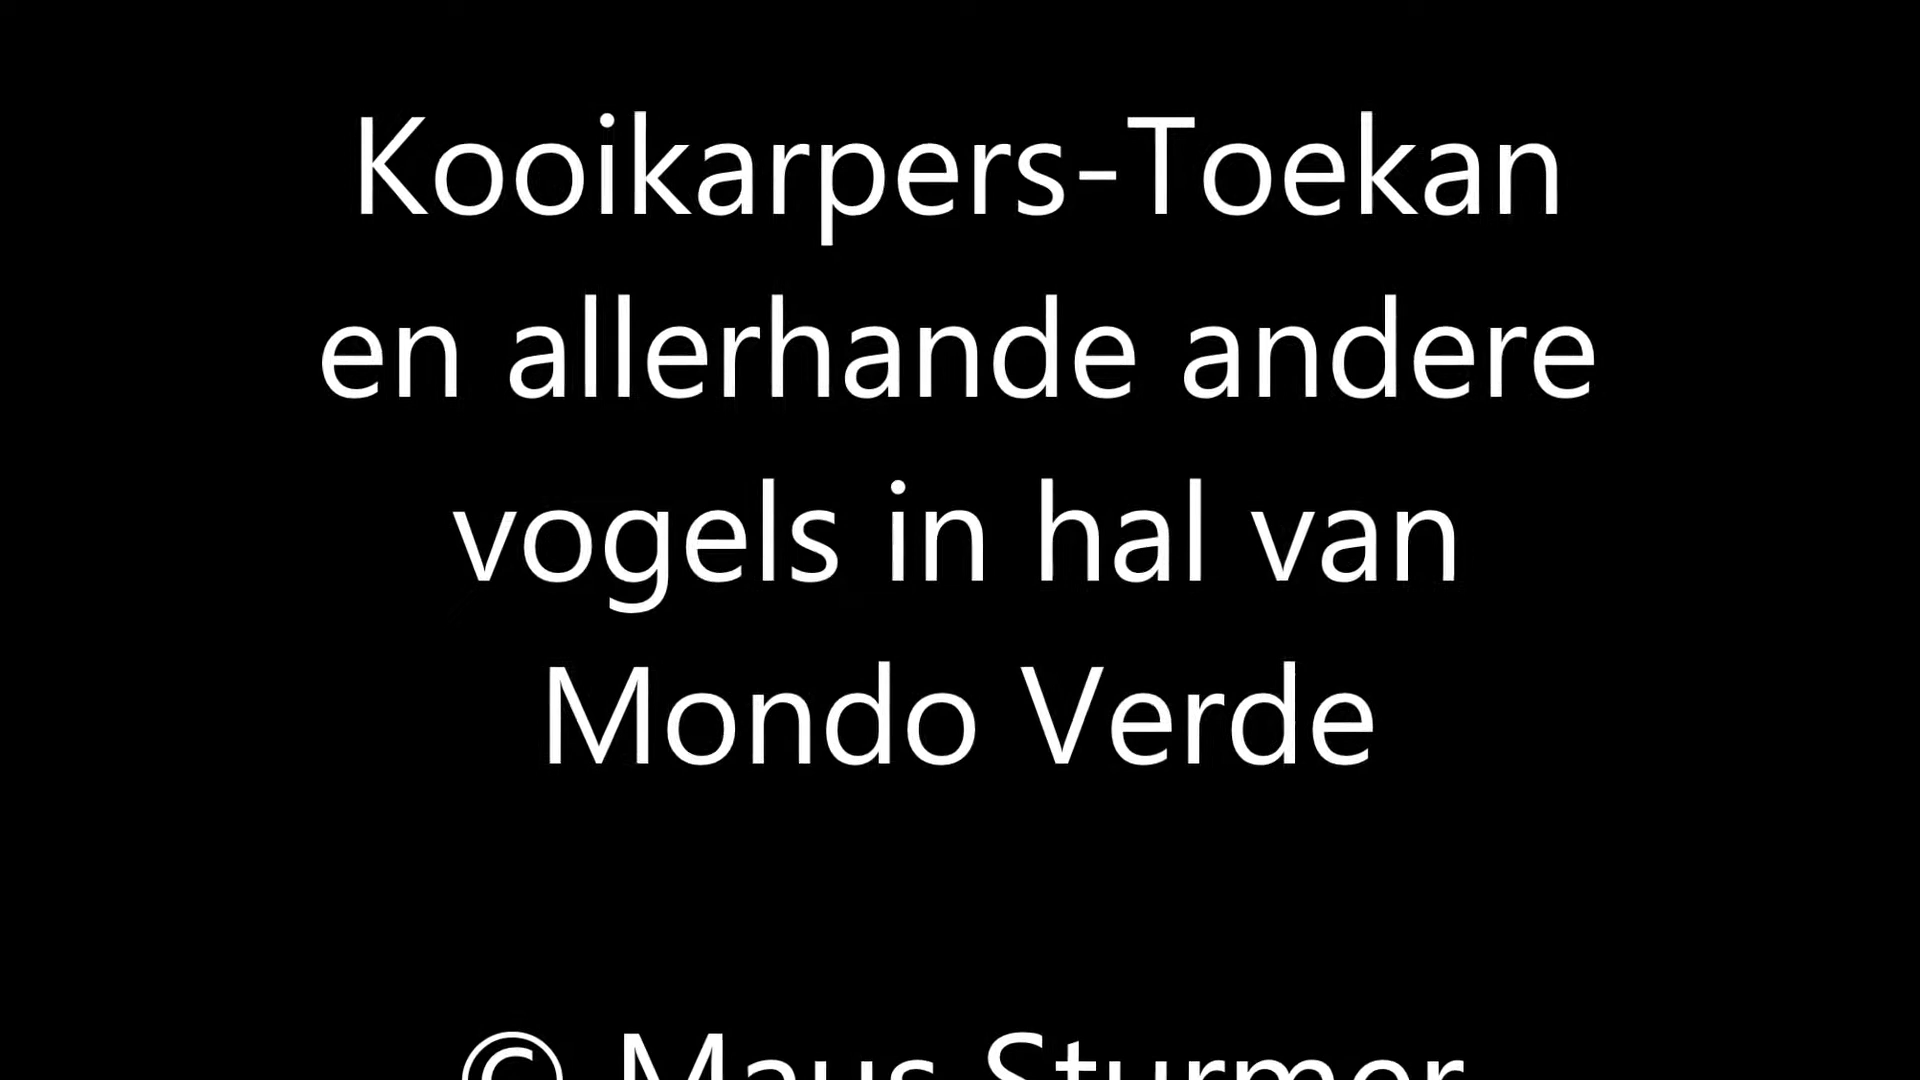 Kooikarpers-Toekan
en allerhande andere
vogels in hal van
Mondo Verde
© Maus Sturmer